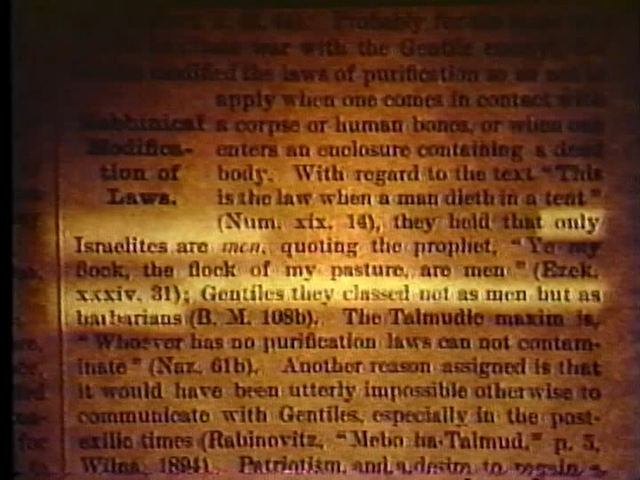 Probably for the same
war with the Gentile enemy, the
modified the laws of purification so as not to
apply when one comes in contact with
Rabbinical a corpse or human bones, or when one
Modifica- enters an enclosure containing a dead
tion of body. With regard to the text "This
Laws. is the law when a man dieth in a tent"
(Num. xix. 14), they held that only
Israelites are men, quoting the prophet, "Ye my
flock, the flock of my pasture, are men" (Ezek.
xxxiv. 31); Gentiles they classed not as men but as
barbarians (B. M. 108b). The Talmudic maxim is,
"Whoever has no purification laws can not contam-
inate" (Naz. 61b). Another reason assigned is that
it would have been utterly impossible otherwise to
communicate with Gentiles, especially in the post-
exilic times (Rabinovitz, "Mebo ha-Talmud," p. 5,
Wilna, 1894). Patriotism and a desire to regain a